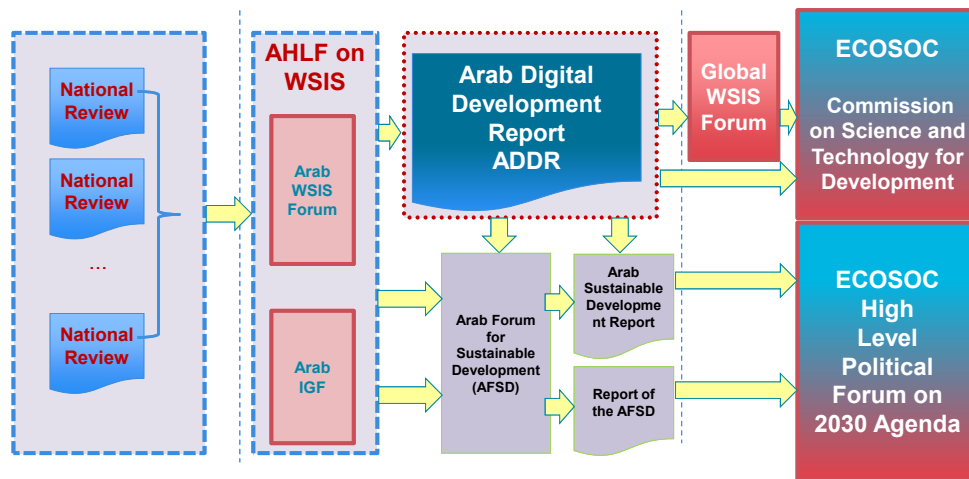 National
Review
National
Review
...
National
Review
AHLF on
WSIS
Arab
WSIS
Forum
Arab
IGF
Arab Digital
Development
Report
ADDR
Arab Forum
for
Sustainable
Development
(AFSD)
Arab
Sustainable
Developme
nt Report
Report of
the AFSD
Global
WSIS
Forum
ECOSOC
Commission
on Science and
Technology for
Development
ECOSOC
High
Level
Political
Forum on
2030 Agenda